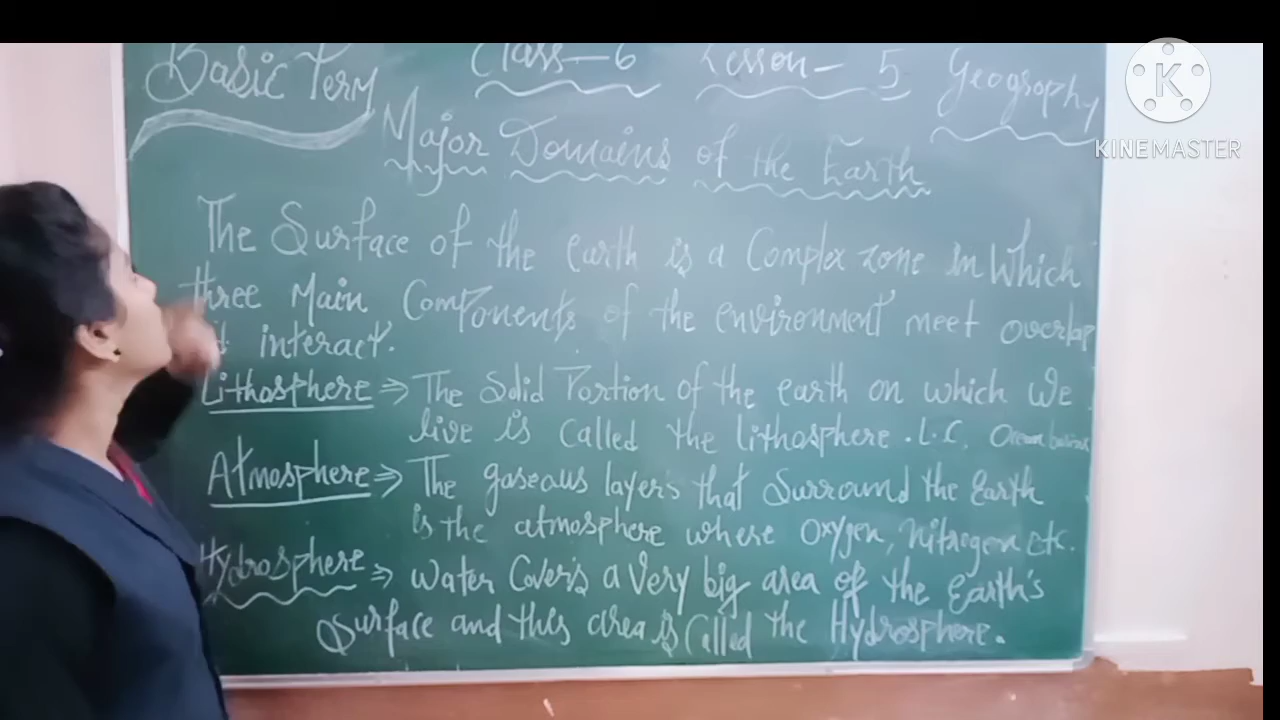 Basic Term Class-6 Lesson-5 Geography
Major Domains of the Earth
The Surface of the earth is a Complex zone in which
three Main Components of the environment meet overlap
interact.
Lithosphere ⇒ The Solid Portion of the earth on which We
live is Called the lithosphere. L.C, Ocean basins
Atmosphere ⇒ The gaseous layers that Surround the Earth
is the atmosphere where Oxygen, Nitrogen etc.
Hydrosphere ⇒ Water Covers a Very big area of the Earth's
Surface and this area is Called the Hydrosphere.
K
KINEMASTER